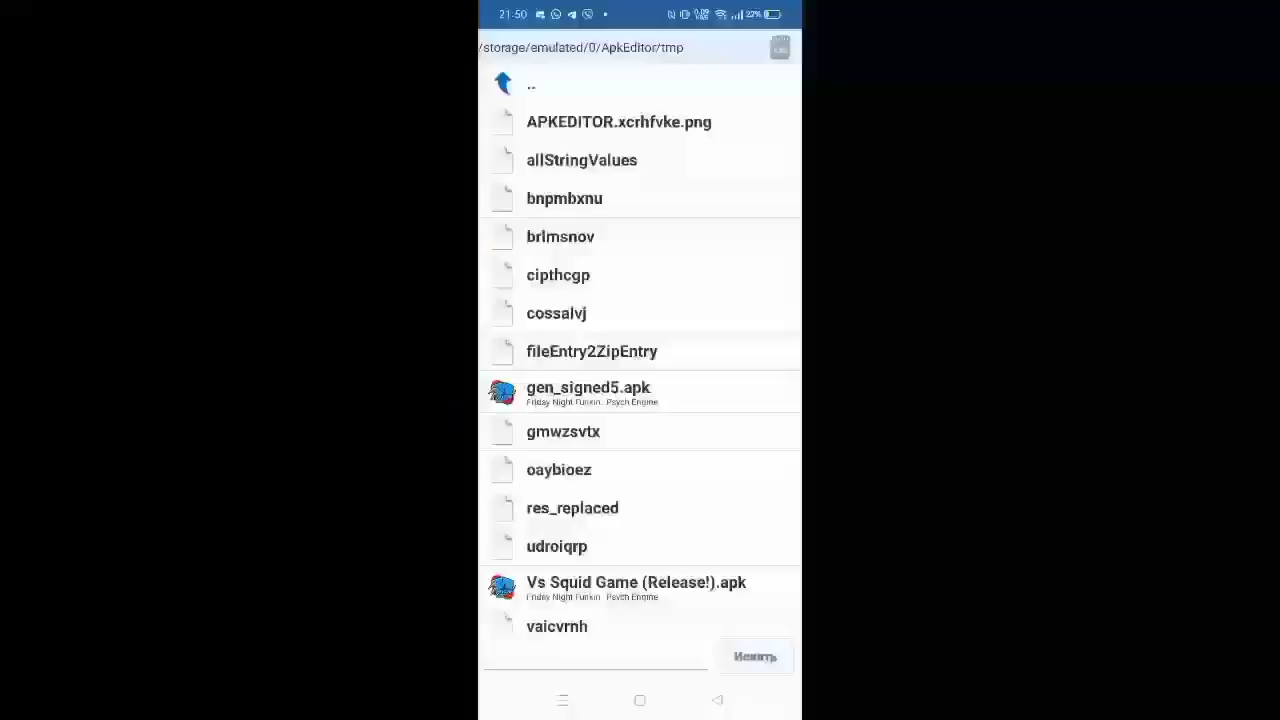 21:50
22%
/storage/emulated/0/ApkEditor/tmp
..
APKEDITOR.xcrhfvke.png
allStringValues
bnpmbxnu
brlmsnov
cipthcgp
cossalvj
fileEntry2ZipEntry
gen_signed5.apk
Friday Night Funkin Psych Engine
gmwzsvtx
oaybioez
res_replaced
udroiqrp
Vs Squid Game (Release!).apk
Friday Night Funkin Psych Engine
vaicvrnh
Искать